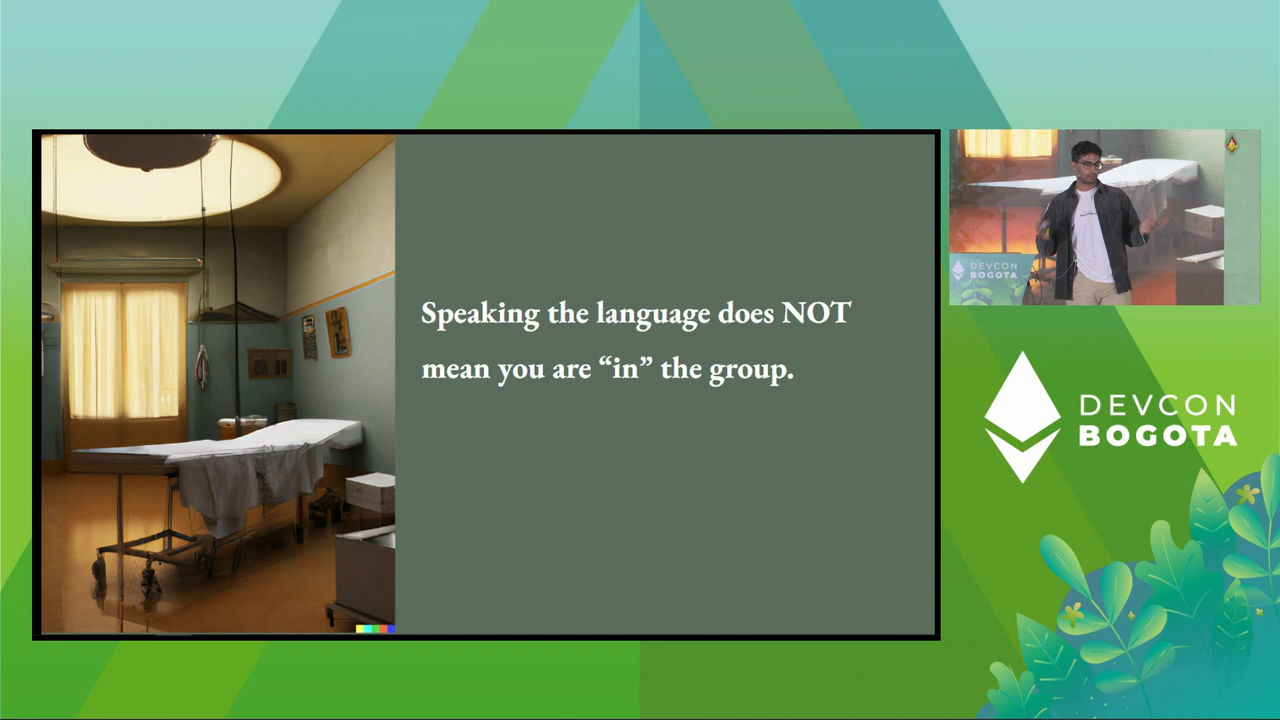 Speaking the language does NOT
mean you are “in” the group.
DEVCON
BOGOTA
DEVCON
BOGOTA